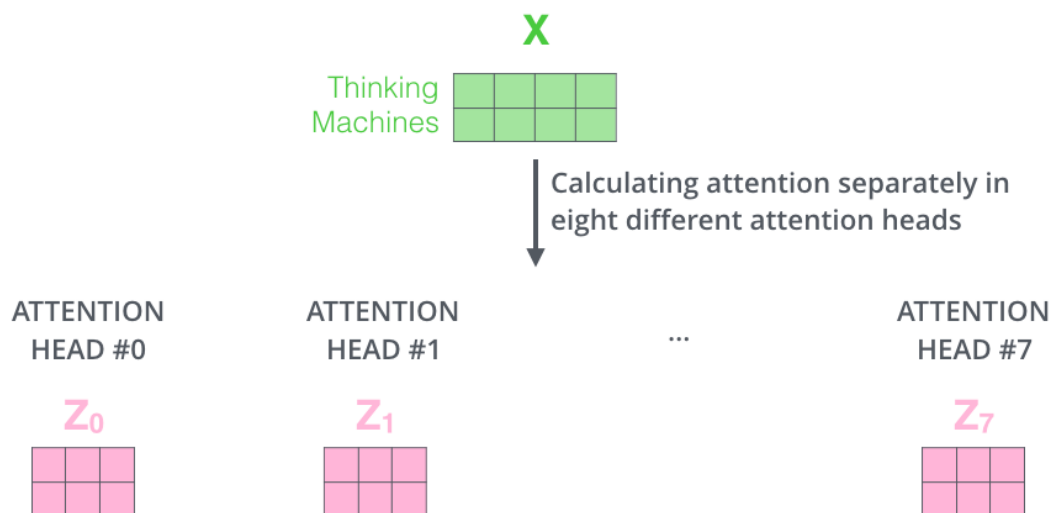 X
Thinking
Machines
Calculating attention separately in
eight different attention heads
ATTENTION
HEAD #0
ATTENTION
HEAD #1
...
ATTENTION
HEAD #7
Z₀
Z₁
Z₇